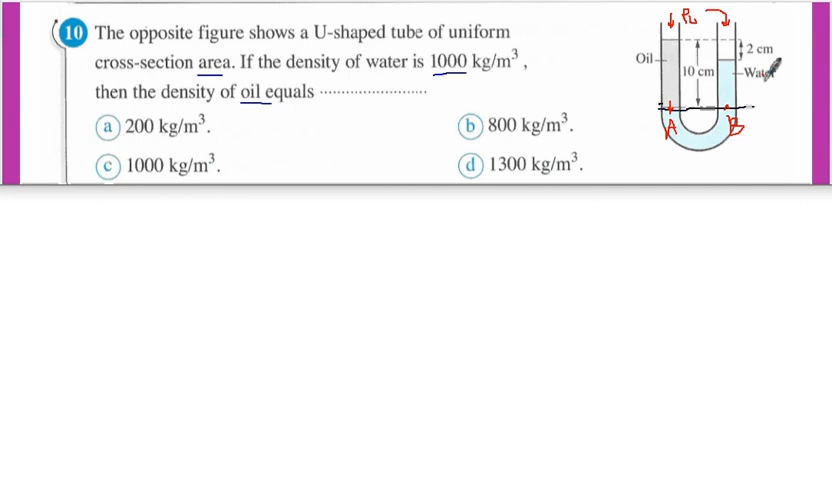 10 The opposite figure shows a U-shaped tube of uniform
cross-section area. If the density of water is 1000 kg/m³ ,
then the density of oil equals ........................
a 200 kg/m³.
b 800 kg/m³.
c 1000 kg/m³.
d 1300 kg/m³.
Oil
2 cm
10 cm
Water
A
B